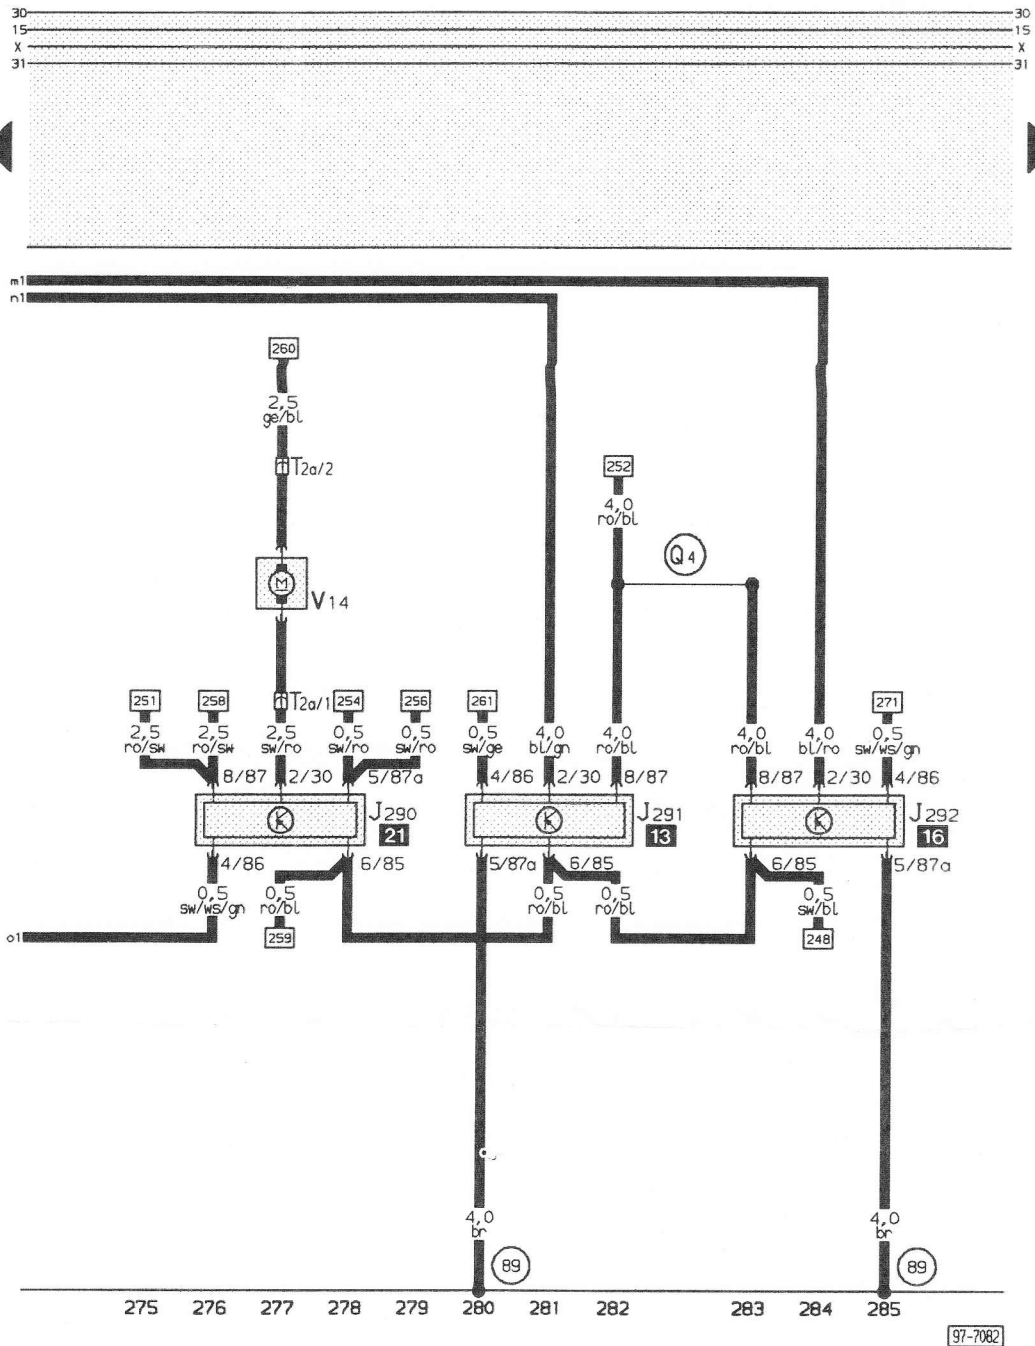 30 30
15 15
X X
31 31
m1
n1
260
2,5
ge/bl
T2a/2
252
4,0
ro/bl
Q4
M
V14
251 258 T2a/1 254 256 261 271
2,5 2,5 2,5 0,5 0,5 0,5 4,0 4,0 4,0 4,0 0,5
ro/sw ro/sw sw/ro sw/ro sw/ro sw/ge bl/gn ro/bl ro/bl bl/ro sw/ws/gn
8/87 2/30 5/87a 4/86 2/30 8/87 8/87 2/30 4/86
J290 J291 J292
21 13 16
4/86 6/85 5/87a 6/85 6/85 5/87a
0,5 0,5 0,5 0,5 0,5
sw/ws/gn ro/bl ro/bl ro/bl sw/bl
o1 259 248
4,0 4,0
br br
89 89
275 276 277 278 279 280 281 282 283 284 285
97-7082